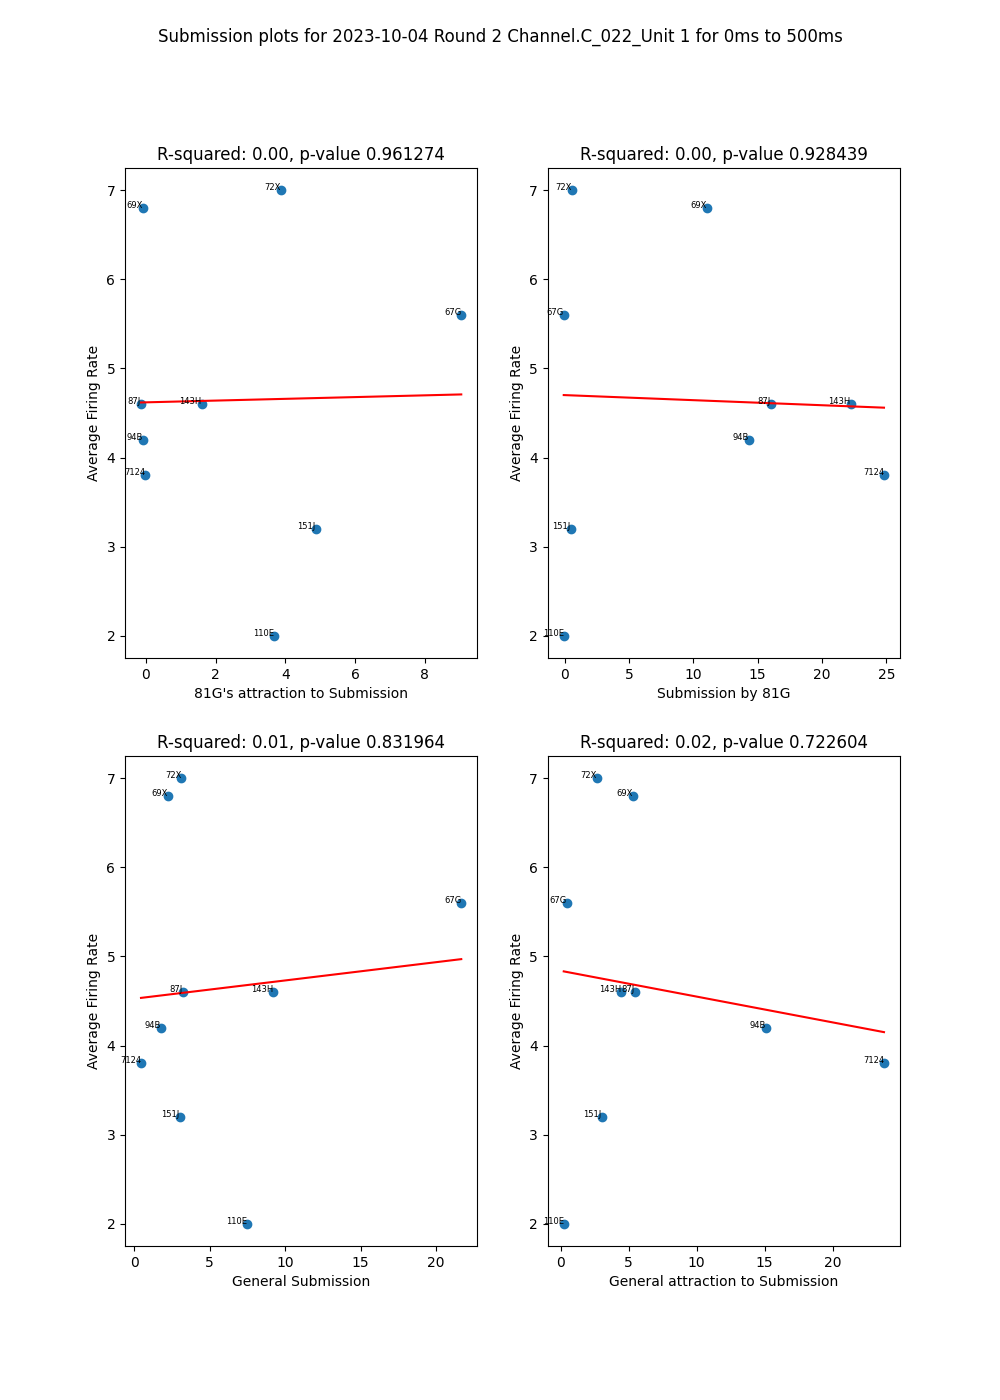 Submission plots for 2023-10-04 Round 2 Channel.C_022_Unit 1 for 0ms to 500ms
R-squared: 0.00, p-value 0.961274
7
6
5
4
3
2
Average Firing Rate
72X
69X
67G
87J
143H
94B
7124
151J
110E
0 2 4 6 8
81G's attraction to Submission
R-squared: 0.00, p-value 0.928439
7
6
5
4
3
2
Average Firing Rate
72X
69X
67G
87J
143H
94B
7124
151J
110E
0 5 10 15 20 25
Submission by 81G
R-squared: 0.01, p-value 0.831964
7
6
5
4
3
2
Average Firing Rate
72X
69X
67G
87J
143H
94B
7124
151J
110E
0 5 10 15 20
General Submission
R-squared: 0.02, p-value 0.722604
7
6
5
4
3
2
Average Firing Rate
72X
69X
67G
143H
87J
94B
7124
151J
110E
0 5 10 15 20
General attraction to Submission